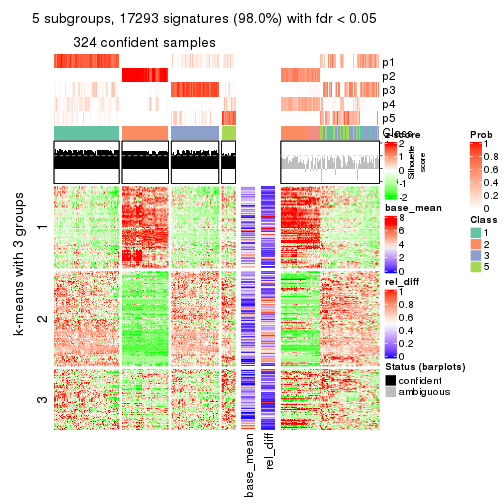 5 subgroups, 17293 signatures (98.0%) with fdr < 0.05
324 confident samples
p1
p2
p3
p4
p5
Class
k-means with 3 groups
1
2
3
base_mean
rel_diff
z-score
2
1
0
-1
-2
Silhouette
score
base_mean
8
6
4
2
0
rel_diff
1
0.8
0.6
0.4
0.2
0
Status (barplots)
confident
ambiguous
Prob
1
0.8
0.6
0.4
0.2
0
Class
1
2
3
5